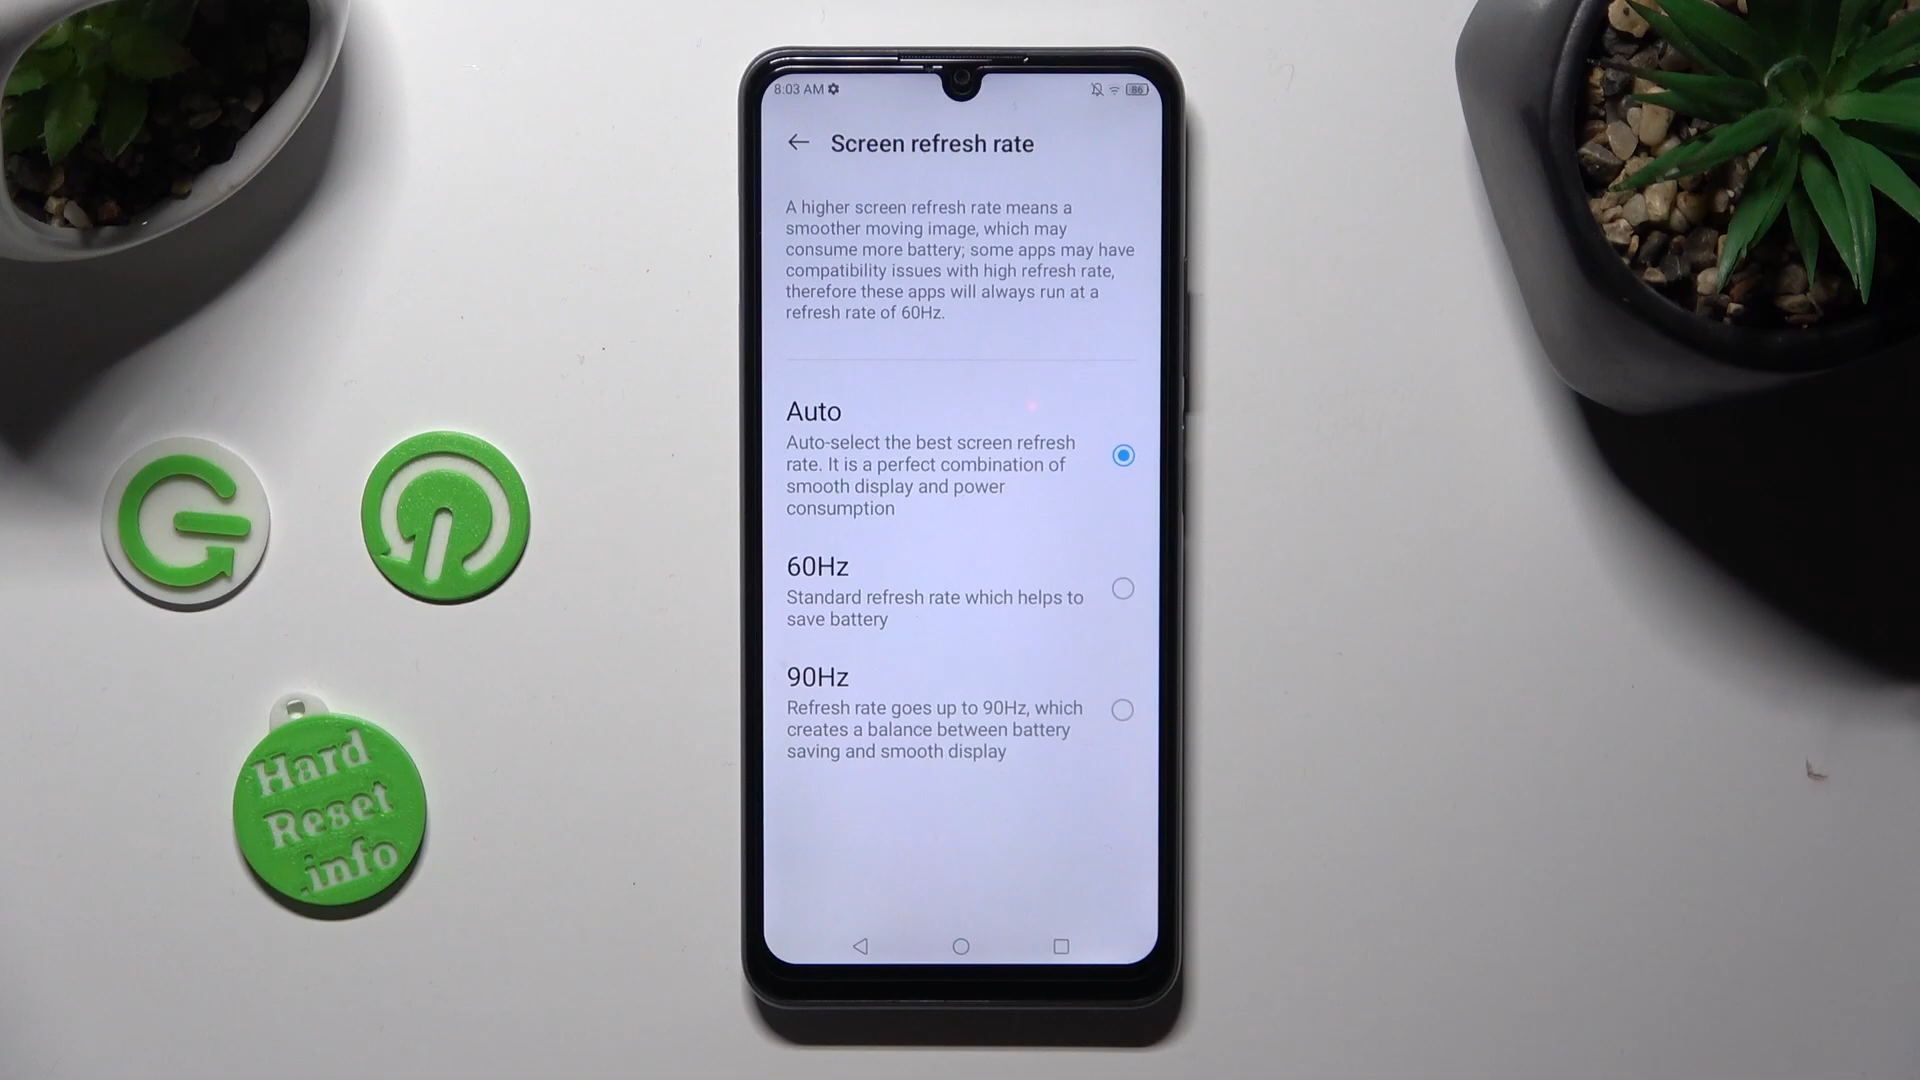 8:03 AM
86
Screen refresh rate
A higher screen refresh rate means a
smoother moving image, which may
consume more battery; some apps may have
compatibility issues with high refresh rate,
therefore these apps will always run at a
refresh rate of 60Hz.
Auto
Auto-select the best screen refresh
rate. It is a perfect combination of
smooth display and power
consumption
60Hz
Standard refresh rate which helps to
save battery
90Hz
Refresh rate goes up to 90Hz, which
creates a balance between battery
saving and smooth display
Hard
Reset
.info